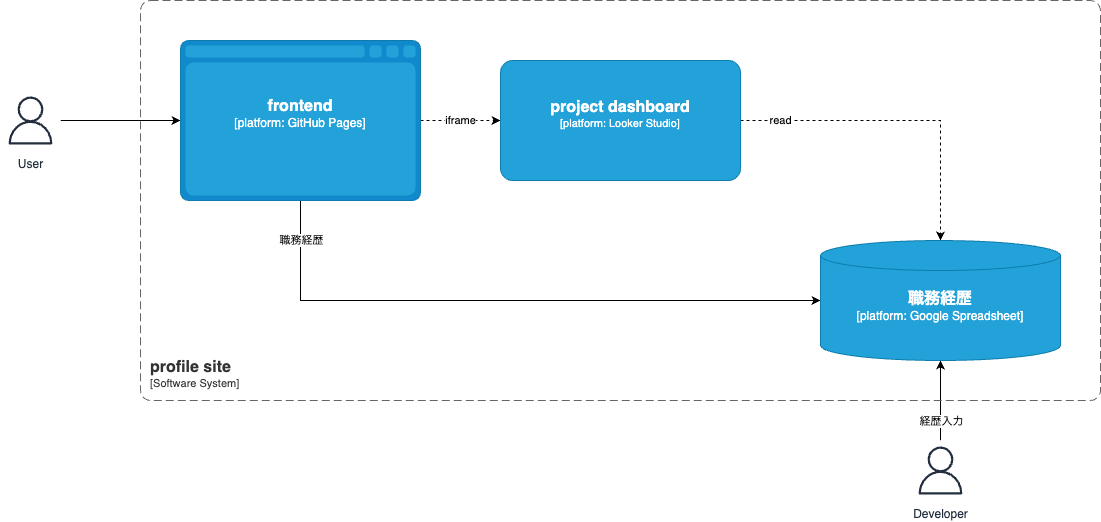 frontend
[platform: GitHub Pages]
iframe
project dashboard
[platform: Looker Studio]
read
User
職務経歴
職務経歴
[platform: Google Spreadsheet]
profile site
[Software System]
経歴入力
Developer